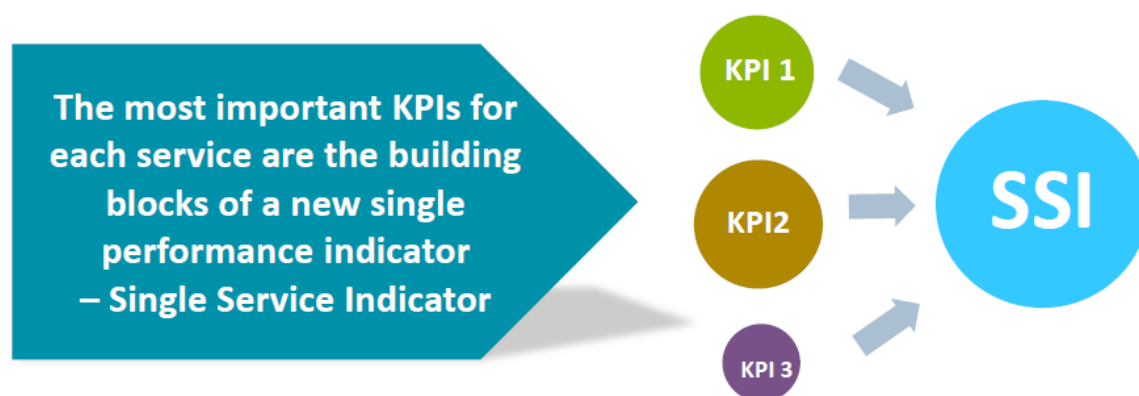 The most important KPIs for
each service are the building
blocks of a new single
performance indicator
– Single Service Indicator
KPI 1
KPI2
KPI 3
SSI